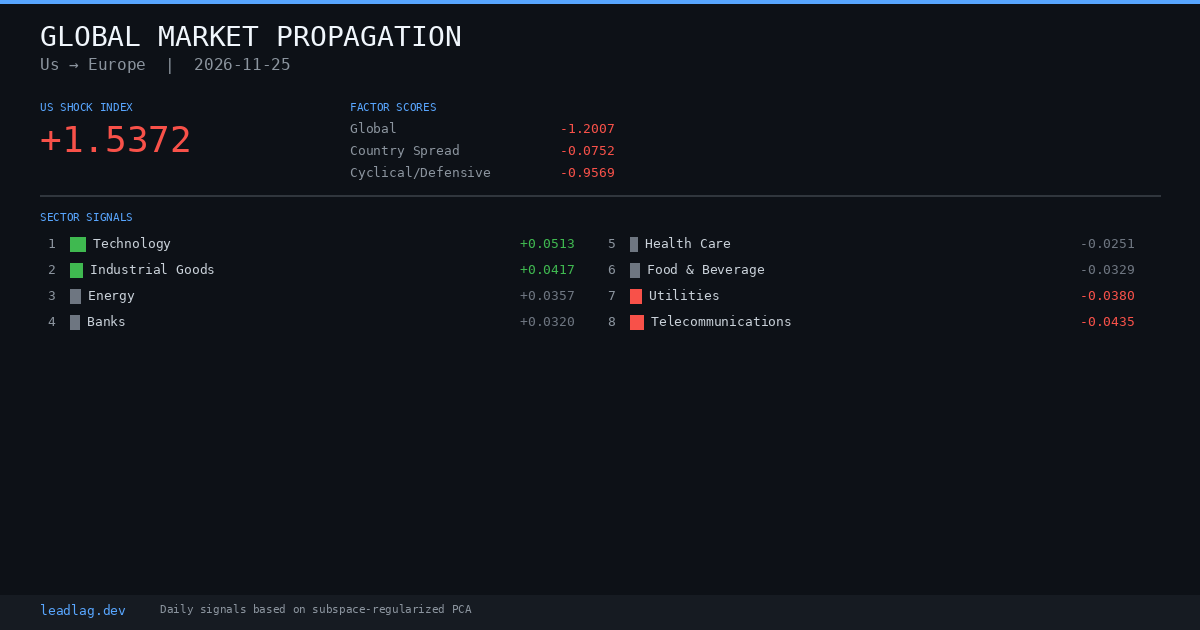 GLOBAL MARKET PROPAGATION
Us → Europe | 2026-11-25
US SHOCK INDEX
+1.5372
FACTOR SCORES
Global -1.2007
Country Spread -0.0752
Cyclical/Defensive -0.9569
SECTOR SIGNALS
1 Technology +0.0513
2 Industrial Goods +0.0417
3 Energy +0.0357
4 Banks +0.0320
5 Health Care -0.0251
6 Food & Beverage -0.0329
7 Utilities -0.0380
8 Telecommunications -0.0435
leadlag.dev Daily signals based on subspace-regularized PCA